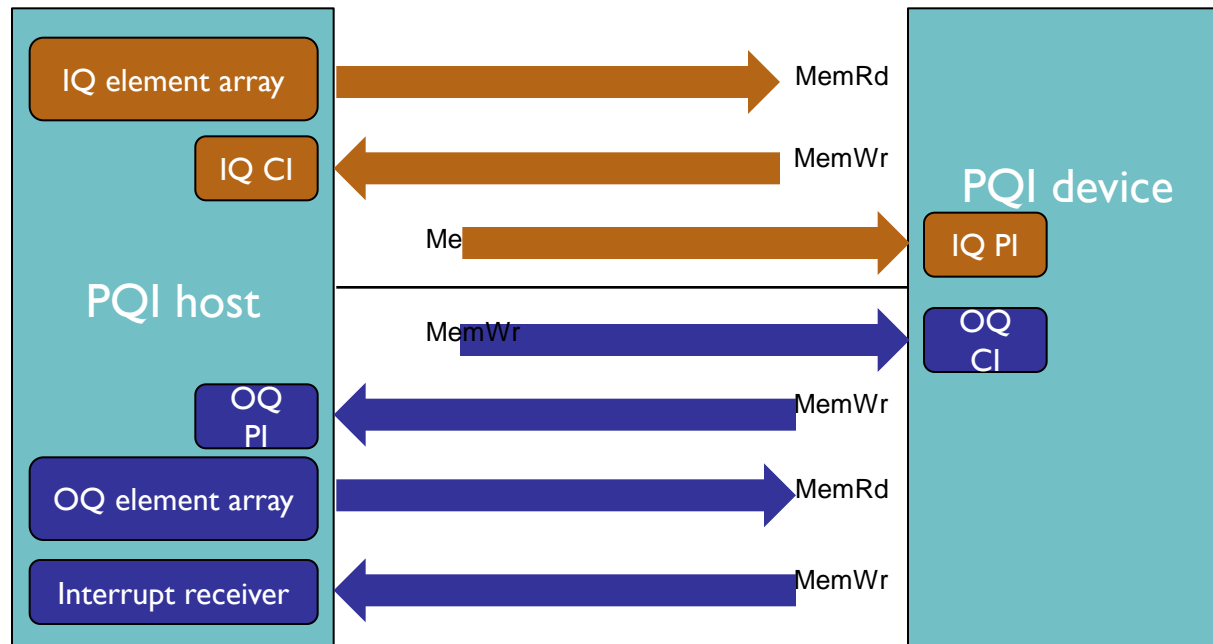 IQ element array
MemRd
IQ CI
MemWr
PQI device
Me
IQ PI
PQI host
MemWr
OQ
CI
OQ
PI
MemWr
OQ element array
MemRd
Interrupt receiver
MemWr